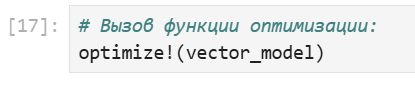 [17]: # Вызов функции оптимизации:
optimize!(vector_model)